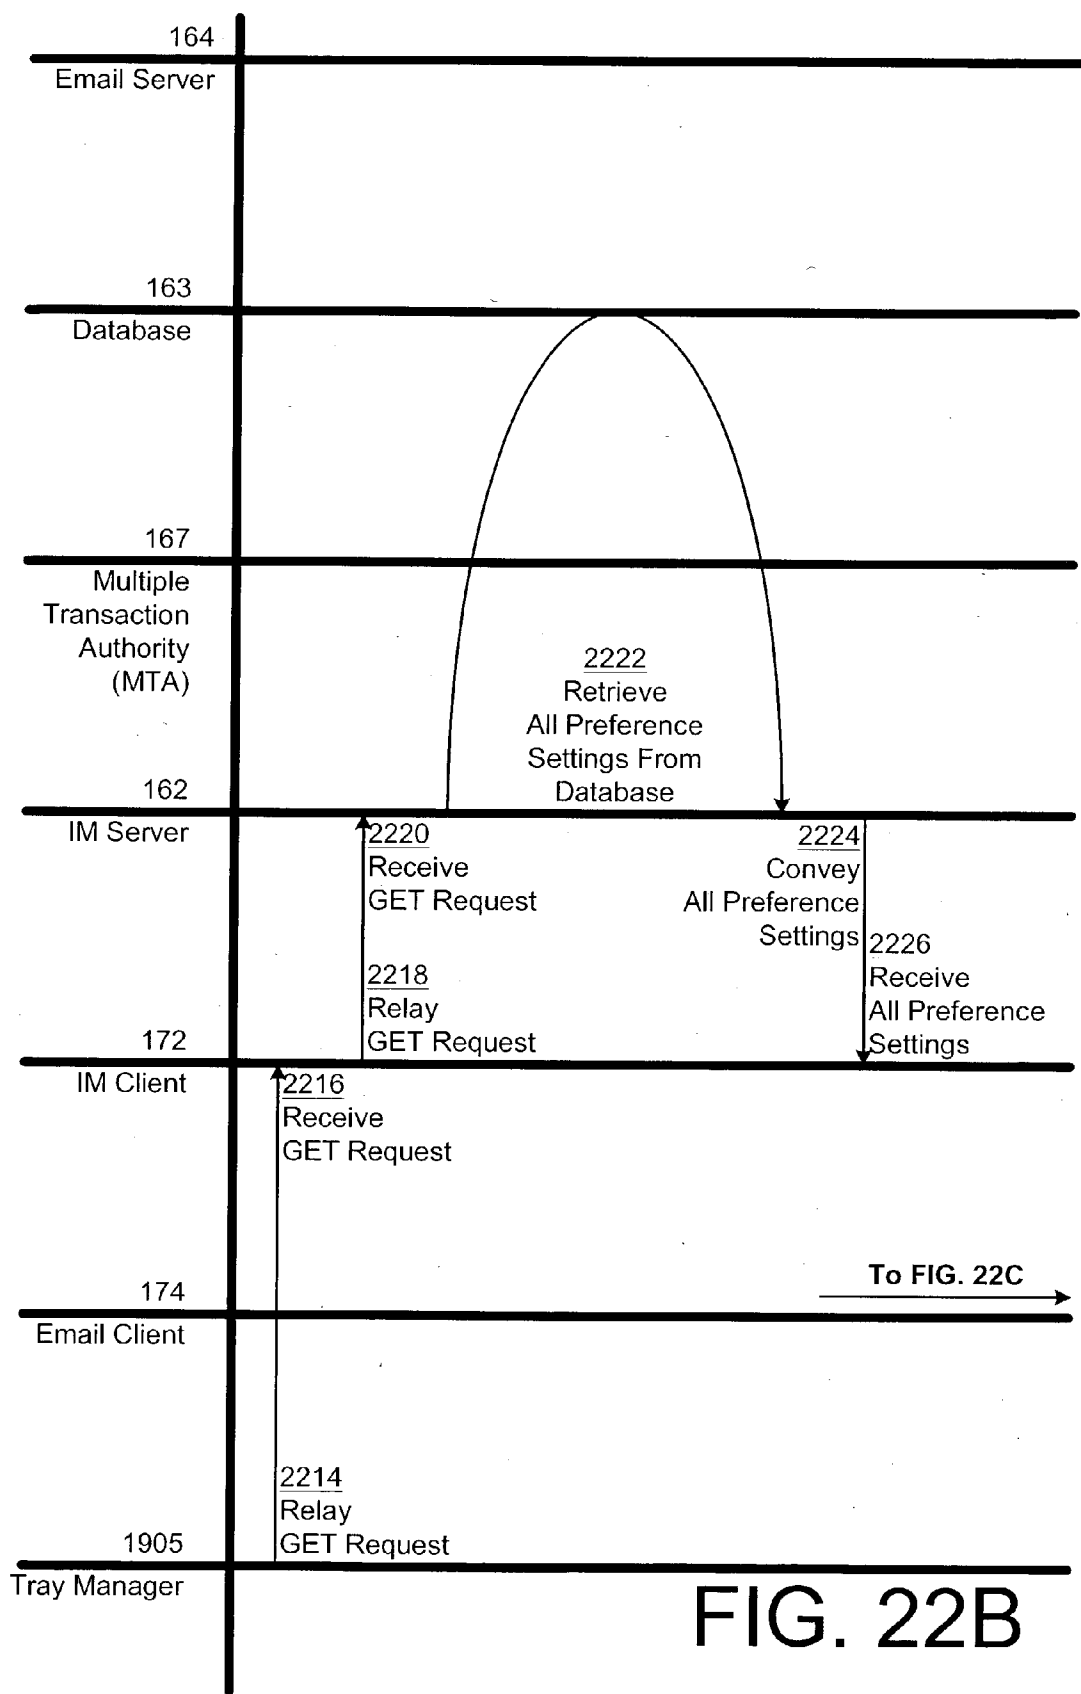 164
Email Server
163
Database
167
Multiple
Transaction
Authority
(MTA)
2222
Retrieve
All Preference
Settings From
Database
162
IM Server
2220
Receive
GET Request
2224
Convey
All Preference
Settings
2226
Receive
All Preference
Settings
2218
Relay
GET Request
172
IM Client
2216
Receive
GET Request
To FIG. 22C
174
Email Client
2214
Relay
GET Request
1905
Tray Manager
FIG. 22B